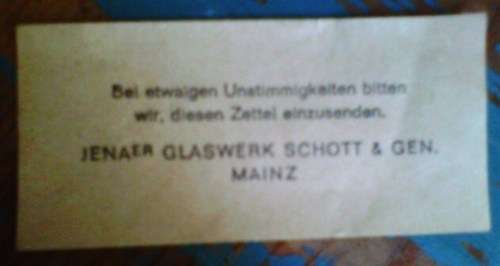 Bei etwaigen Unstimmigkeiten bitten
wir, diesen Zettel einzusenden.
JENAER GLASWERK SCHOTT & GEN.
MAINZ